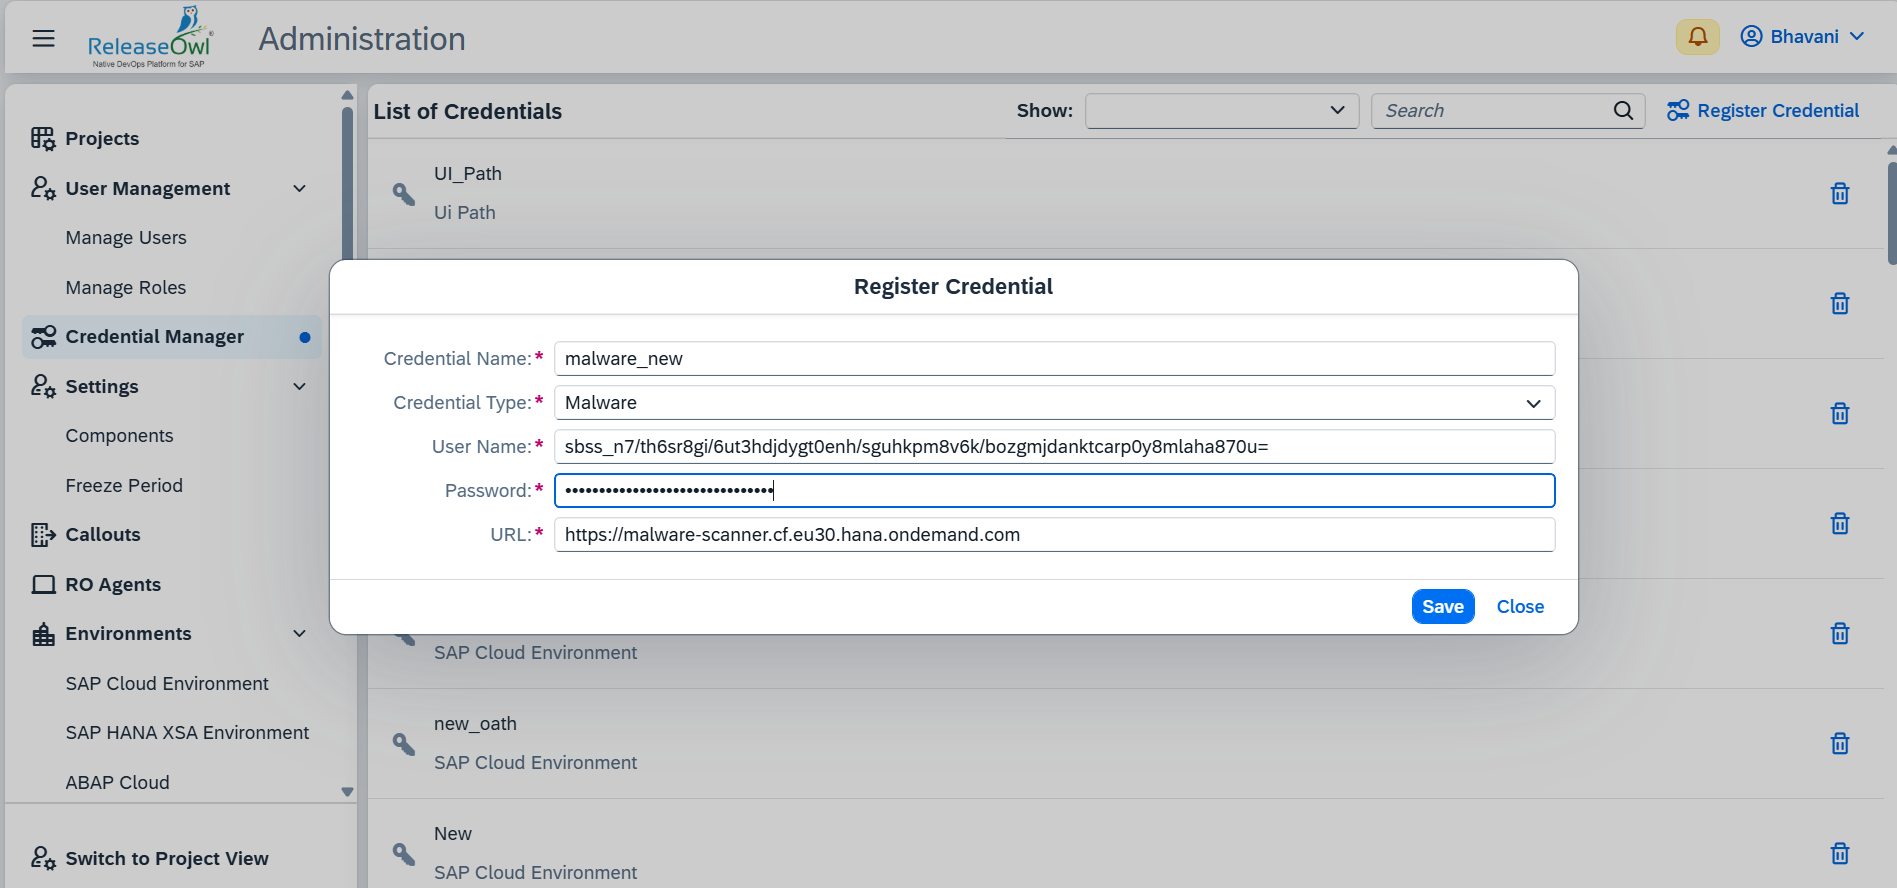 ReleaseOwl
Native DevOps Platform for SAP
Administration
Bhavani
Projects
User Management
Manage Users
Manage Roles
Credential Manager
Settings
Components
Freeze Period
Callouts
RO Agents
Environments
SAP Cloud Environment
SAP HANA XSA Environment
ABAP Cloud
Switch to Project View
List of Credentials
Show:
Search
Register Credential
UI_Path
Ui Path
Register Credential
Credential Name:* malware_new
Credential Type:* Malware
User Name:* sbss_n7/th6sr8gi/6ut3hdjdygt0enh/sguhkpm8v6k/bozgmjdanktcarp0y8mlaha870u=
Password:* •••••••••••••••••••••••••••••••
URL:* https://malware-scanner.cf.eu30.hana.ondemand.com
Save Close
SAP Cloud Environment
new_oath
SAP Cloud Environment
New
SAP Cloud Environment